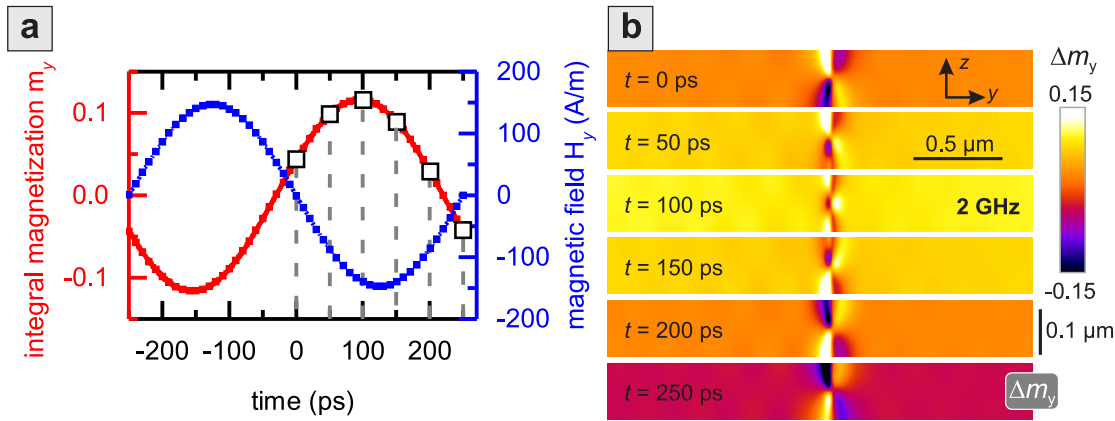 a
integral magnetization m_y
0.1
0.0
-0.1
200
100
0
-100
-200
magnetic field H_y (A/m)
-200
-100
0
100
200
time (ps)
b
t = 0 ps
z
y
t = 50 ps
0.5 µm
t = 100 ps
2 GHz
t = 150 ps
t = 200 ps
t = 250 ps
Δm_y
Δm_y
0.15
-0.15
0.1 µm